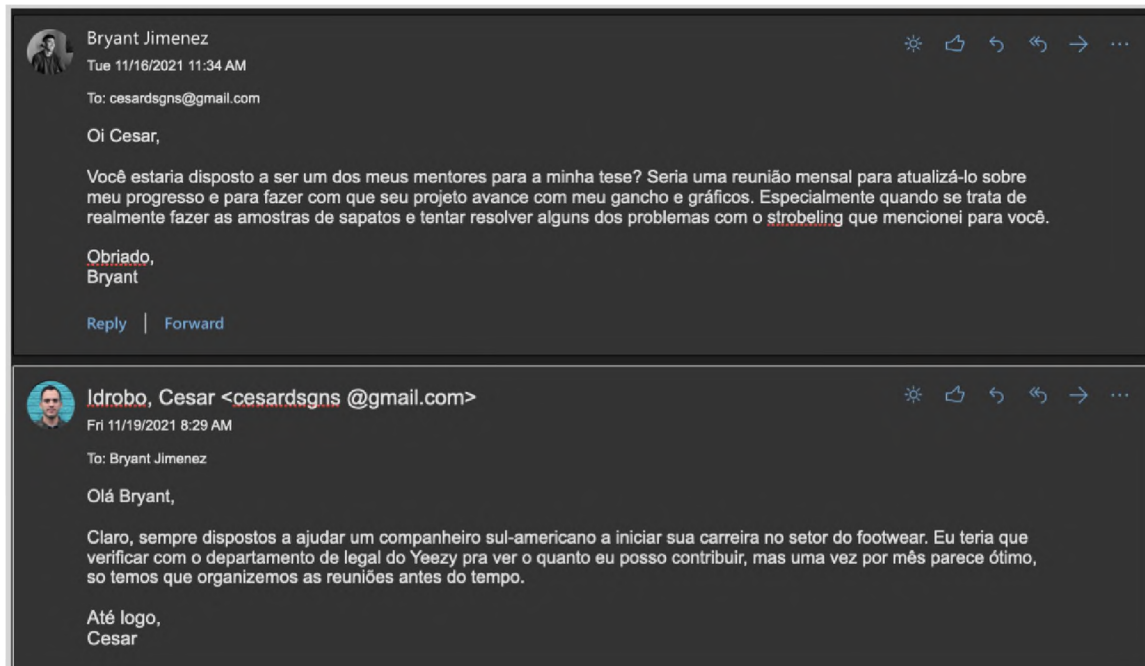 Bryant Jimenez
Tue 11/16/2021 11:34 AM
To: cesardsgns@gmail.com
Oi Cesar,
Você estaria disposto a ser um dos meus mentores para a minha tese? Seria uma reunião mensal para atualizá-lo sobre
meu progresso e para fazer com que seu projeto avance com meu gancho e gráficos. Especialmente quando se trata de
realmente fazer as amostras de sapatos e tentar resolver alguns dos problemas com o strobeling que mencionei para você.
Obriado,
Bryant
Reply | Forward
Idrobo, Cesar <cesardsgns @gmail.com>
Fri 11/19/2021 8:29 AM
To: Bryant Jimenez
Olá Bryant,
Claro, sempre dispostos a ajudar um companheiro sul-americano a iniciar sua carreira no setor do footwear. Eu teria que
verificar com o departamento de legal do Yeezy pra ver o quanto eu posso contribuir, mas uma vez por mês parece ótimo,
so temos que organizemos as reuniões antes do tempo.
Até logo,
Cesar